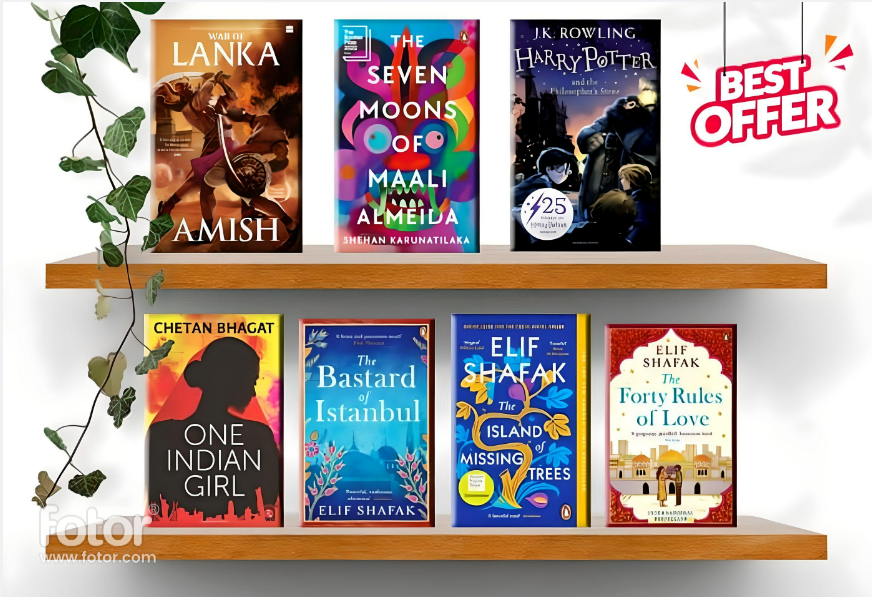 WAR OF
LANKA
AMISH
THE
SEVEN
MOONS
OF
MAALI
ALMEIDA
SHEHAN KARUNATILAKA
J.K. ROWLING
HARRY POTTER
and the
Philosopher's Stone
25
BEST
OFFER
CHETAN BHAGAT
ONE
INDIAN
GIRL
The
Bastard
of
Istanbul
ELIF SHAFAK
ELIF
SHAFAK
The
ISLAND
of
MISSING
TREES
ELIF
SHAFAK
The
Forty Rules
of Love
fotor
www.fotor.com